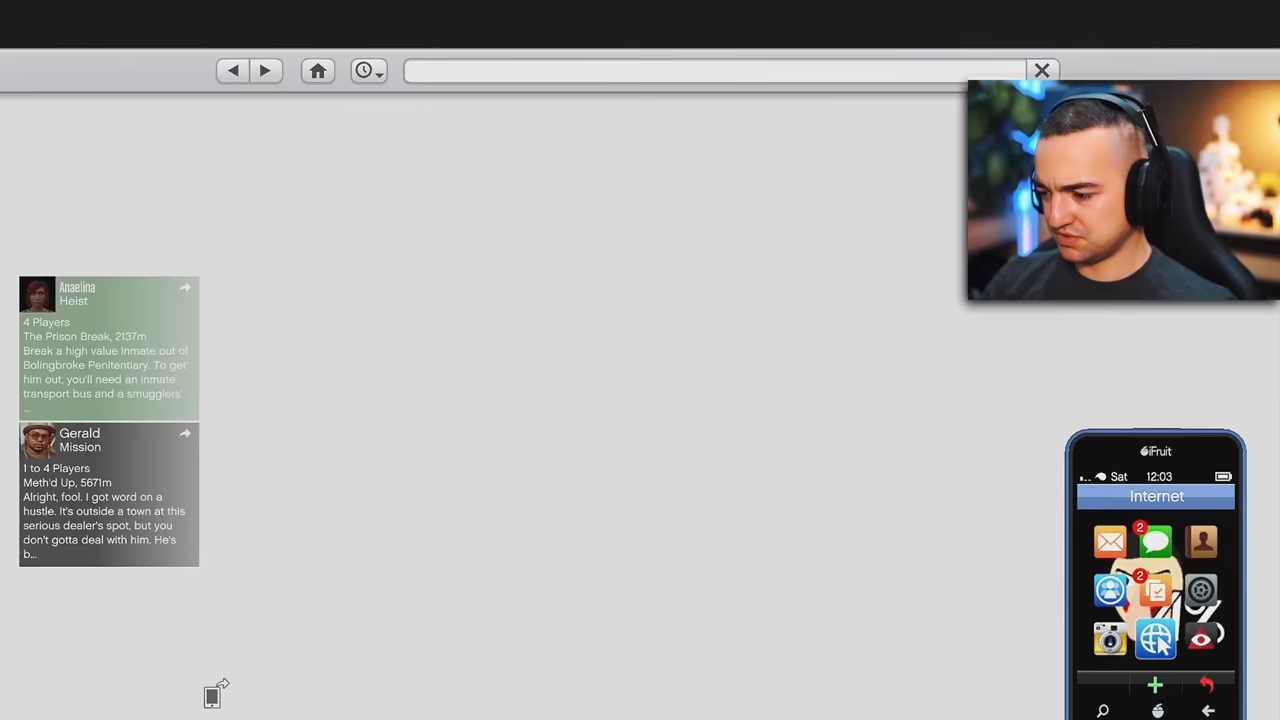 Anaelina
Heist
4 Players
The Prison Break, 2137m
Break a high value inmate out of
Bolingbroke Penitentiary. To get
him out, you'll need an inmate
transport bus and a smugglers'
...
Gerald
Mission
1 to 4 Players
Meth'd Up, 5671m
Alright, fool. I got word on a
hustle. It's outside a town at this
serious dealer's spot, but you
don't gotta deal with him. He's
b...
iFruit
Sat 12:03
Internet
2
2